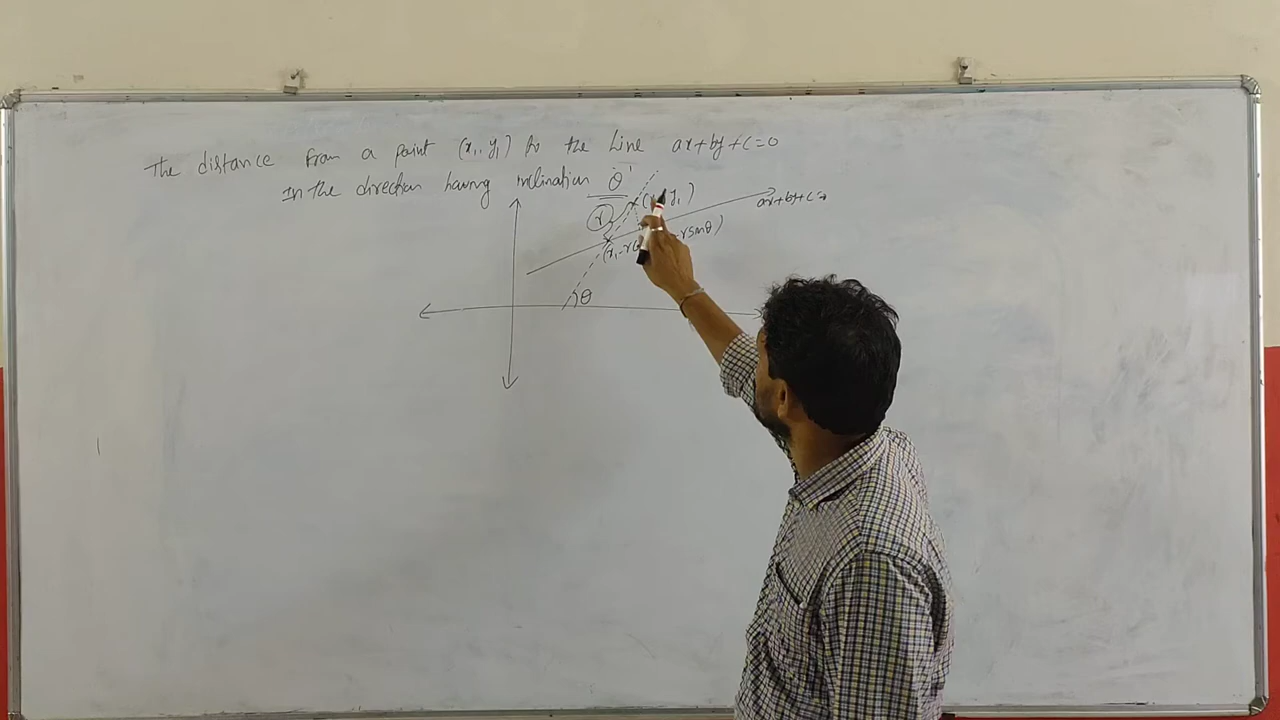 The distance from a point (x₁, y₁) to the Line ax+by+c=0
In the direction having inclination 'θ'
y₁)
r
ax+by+c=
(x₁-r
-rsinθ)
θ